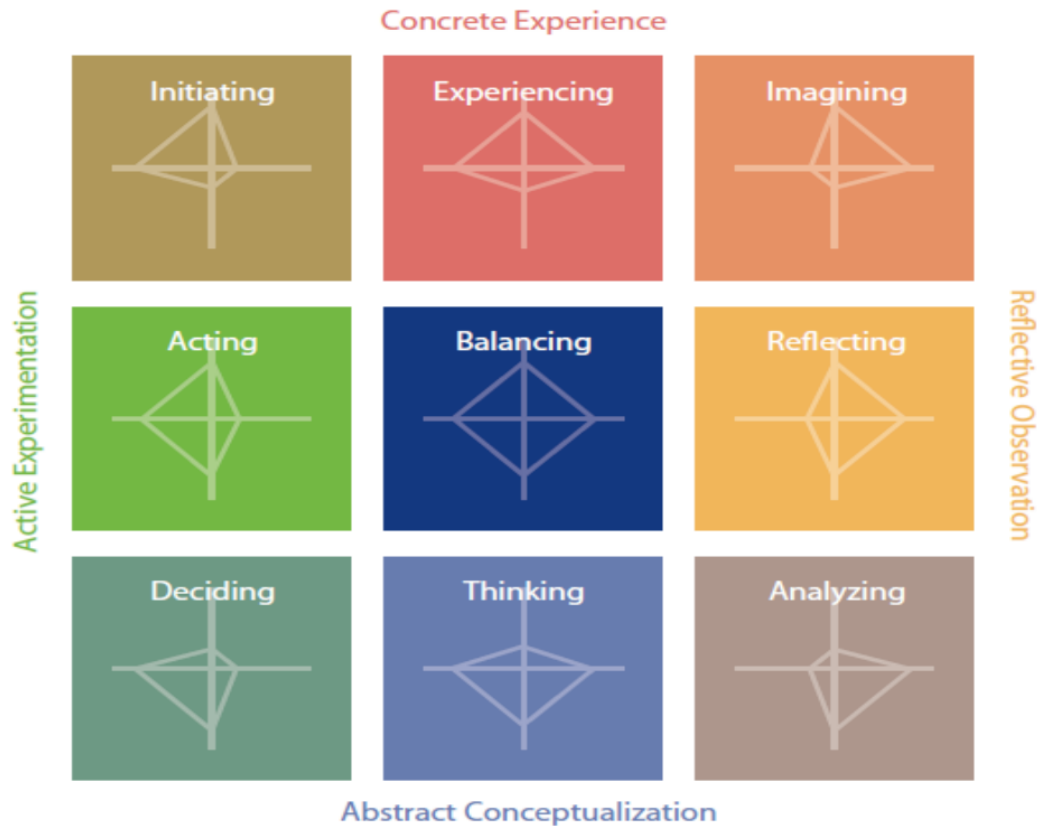 Concrete Experience
Initiating
Experiencing
Imagining
Active Experimentation
Acting
Balancing
Reflecting
Reflective Observation
Deciding
Thinking
Analyzing
Abstract Conceptualization